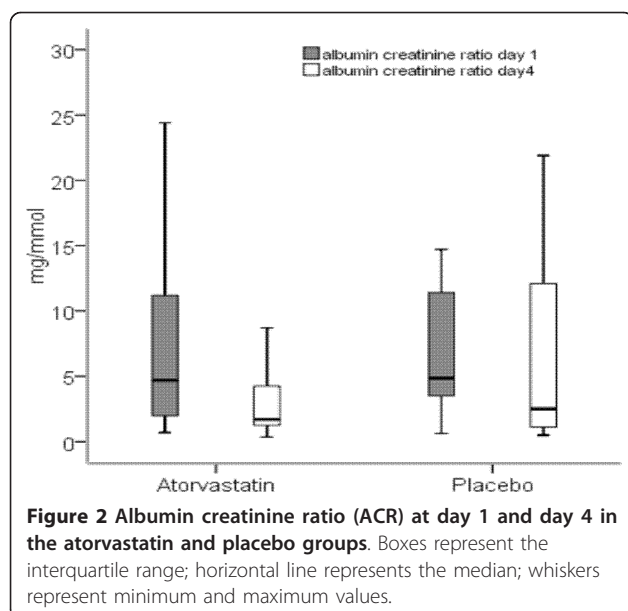 30
albumin creatinine ratio day 1
albumin creatinine ratio day4
25
20
mg/mmol
15
10
5
0
Atorvastatin Placebo
Figure 2 Albumin creatinine ratio (ACR) at day 1 and day 4 in
the atorvastatin and placebo groups. Boxes represent the
interquartile range; horizontal line represents the median; whiskers
represent minimum and maximum values.